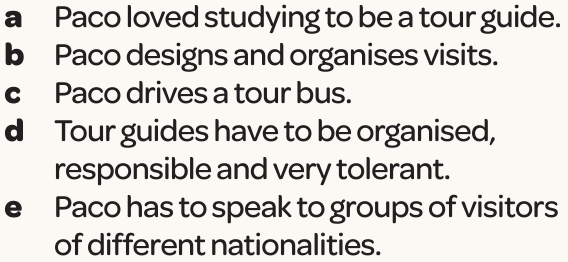 a Paco loved studying to be a tour guide.
b Paco designs and organises visits.
c Paco drives a tour bus.
d Tour guides have to be organised,
responsible and very tolerant.
e Paco has to speak to groups of visitors
of different nationalities.